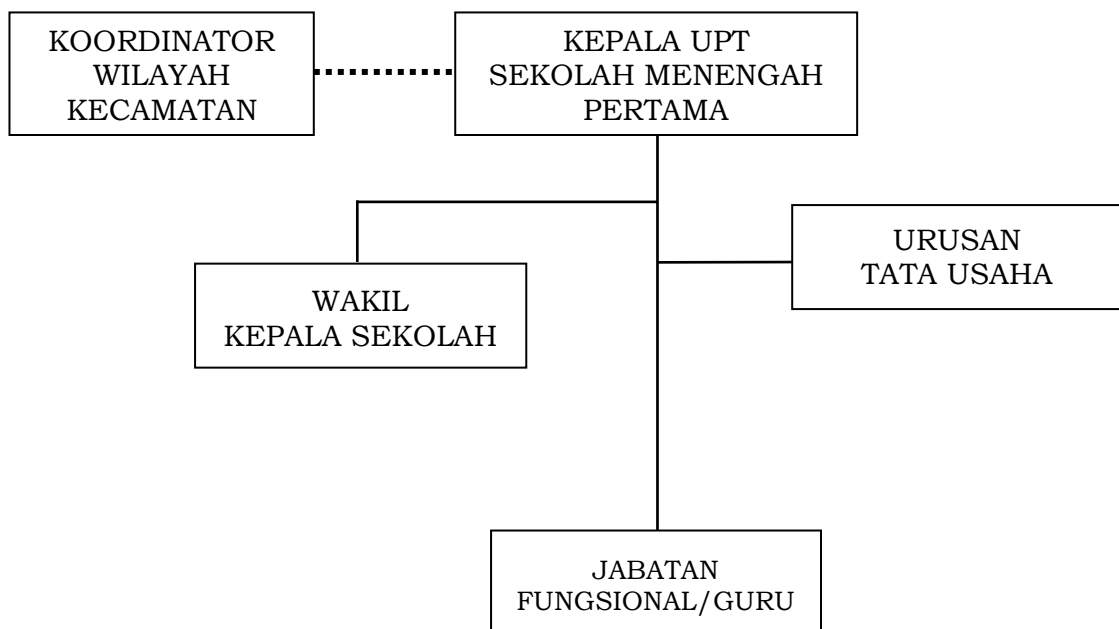 KOORDINATOR
WILAYAH
KECAMATAN
KEPALA UPT
SEKOLAH MENENGAH
PERTAMA
URUSAN
TATA USAHA
WAKIL
KEPALA SEKOLAH
JABATAN
FUNGSIONAL/GURU